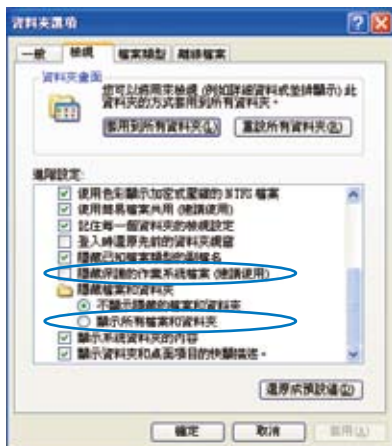 資料夾選項
一般 檢視 檔案類型 離線檔案
資料夾畫面
您可以將用來檢視 (例如詳細資料或並排顯示) 此
資料夾的方式套用到所有資料夾。
套用到所有資料夾(L) 重設所有資料夾(R)
進階設定:
使用色彩顯示加密或壓縮的 NTFS 檔案
使用簡易檔案共用 (建議使用)
記住每一個資料夾的檢視設定
登入時還原先前的資料夾視窗
隱藏已知檔案類型的副檔名
隱藏保護的作業系統檔案 (建議使用)
隱藏檔案和資料夾
不顯示隱藏的檔案和資料夾
顯示所有檔案和資料夾
顯示系統資料夾的內容
顯示資料夾和桌面項目的快顯描述。
還原成預設值(D)
確定 取消 套用(A)